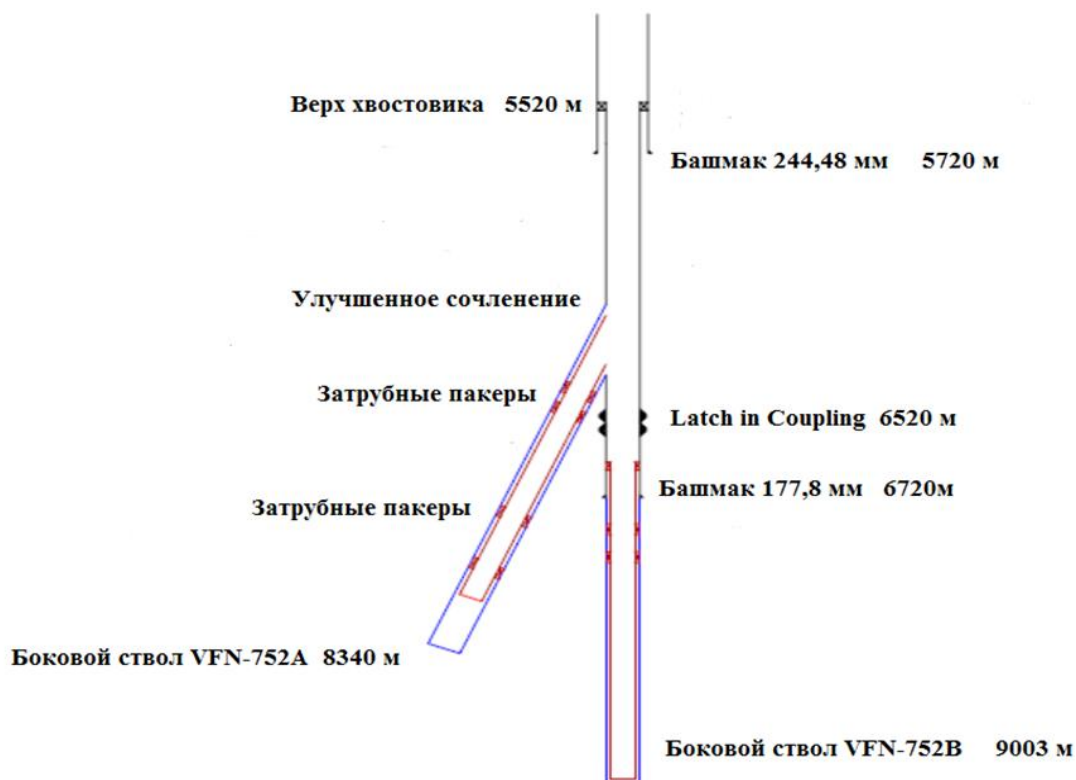 Верх хвостовика 5520 м
Башмак 244,48 мм 5720 м
Улучшенное сочленение
Затрубные пакеры
Latch in Coupling 6520 м
Башмак 177,8 мм 6720м
Затрубные пакеры
Боковой ствол VFN-752A 8340 м
Боковой ствол VFN-752B 9003 м